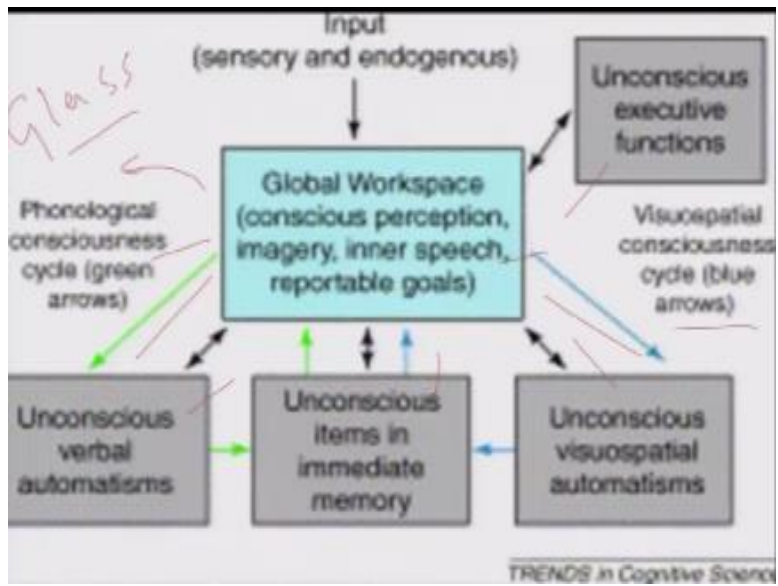 Input
(sensory and endogenous)
Unconscious
executive
functions
Glass
Global Workspace
(conscious perception,
imagery, inner speech,
reportable goals)
Phonological
consciousness
cycle (green
arrows)
Visuospatial
consciousness
cycle (blue
arrows)
Unconscious
verbal
automatisms
Unconscious
items in
immediate
memory
Unconscious
visuospatial
automatisms
TRENDS in Cognitive Science